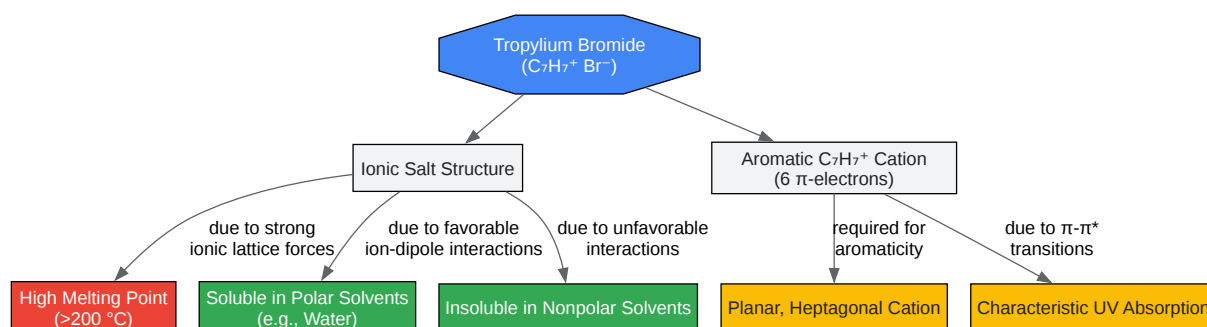 Tropylium Bromide
(C₇H₇⁺ Br⁻)
Ionic Salt Structure
Aromatic C₇H₇⁺ Cation
(6 π-electrons)
due to strong
ionic lattice forces
due to favorable
ion-dipole interactions
due to unfavorable
interactions
required for
aromaticity
due to π-π*
transitions
High Melting Point
(>200 °C)
Soluble in Polar Solvents
(e.g., Water)
Insoluble in Nonpolar Solvents
Planar, Heptagonal Cation
Characteristic UV Absorption